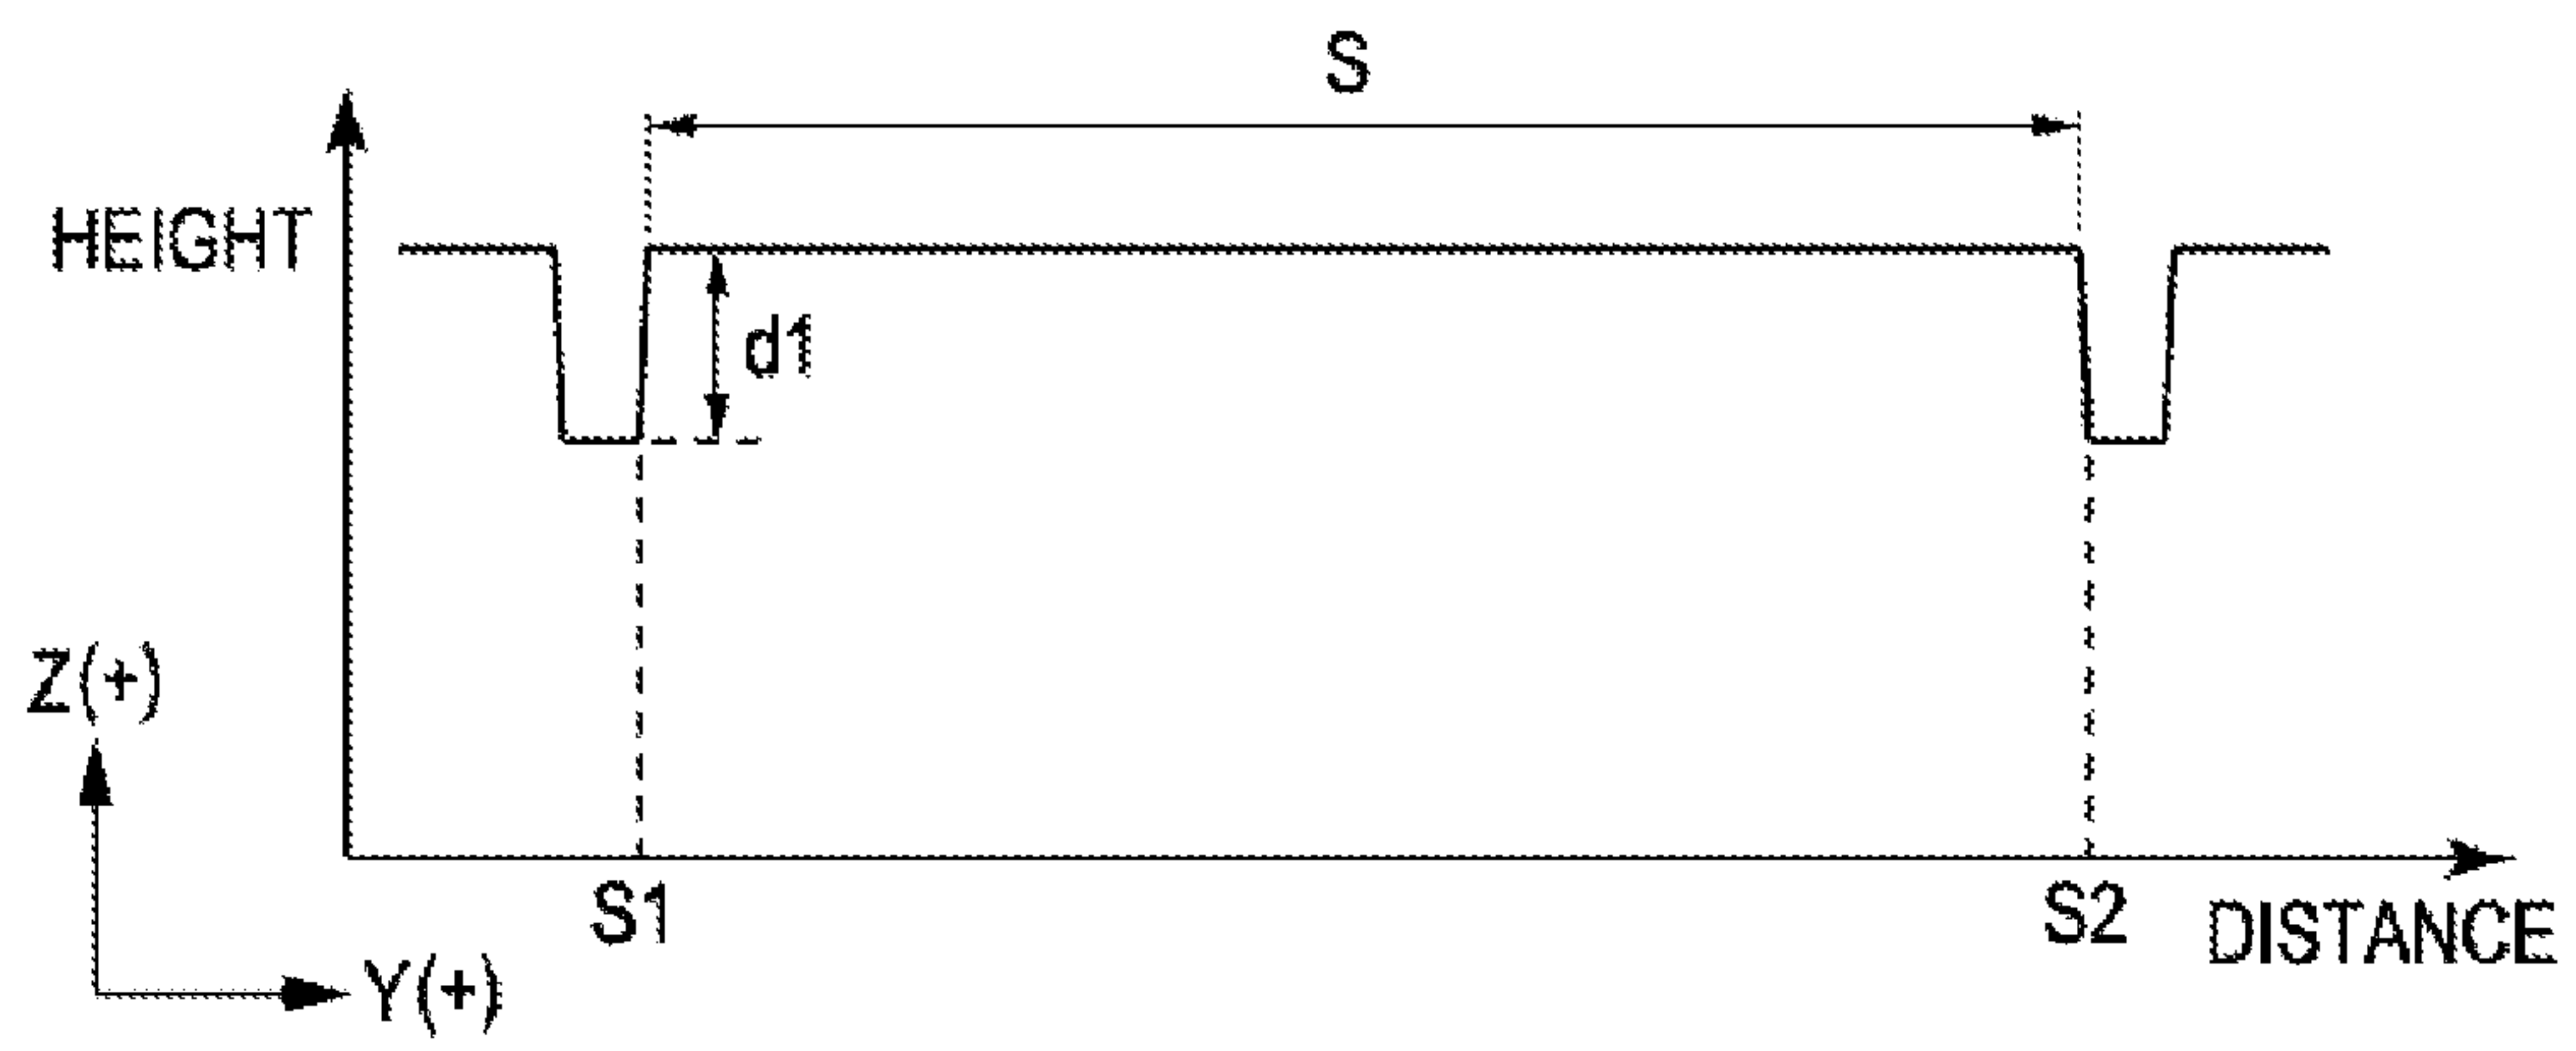 S
HEIGHT
d1
Z(+)
S1
S2
DISTANCE
Y(+)